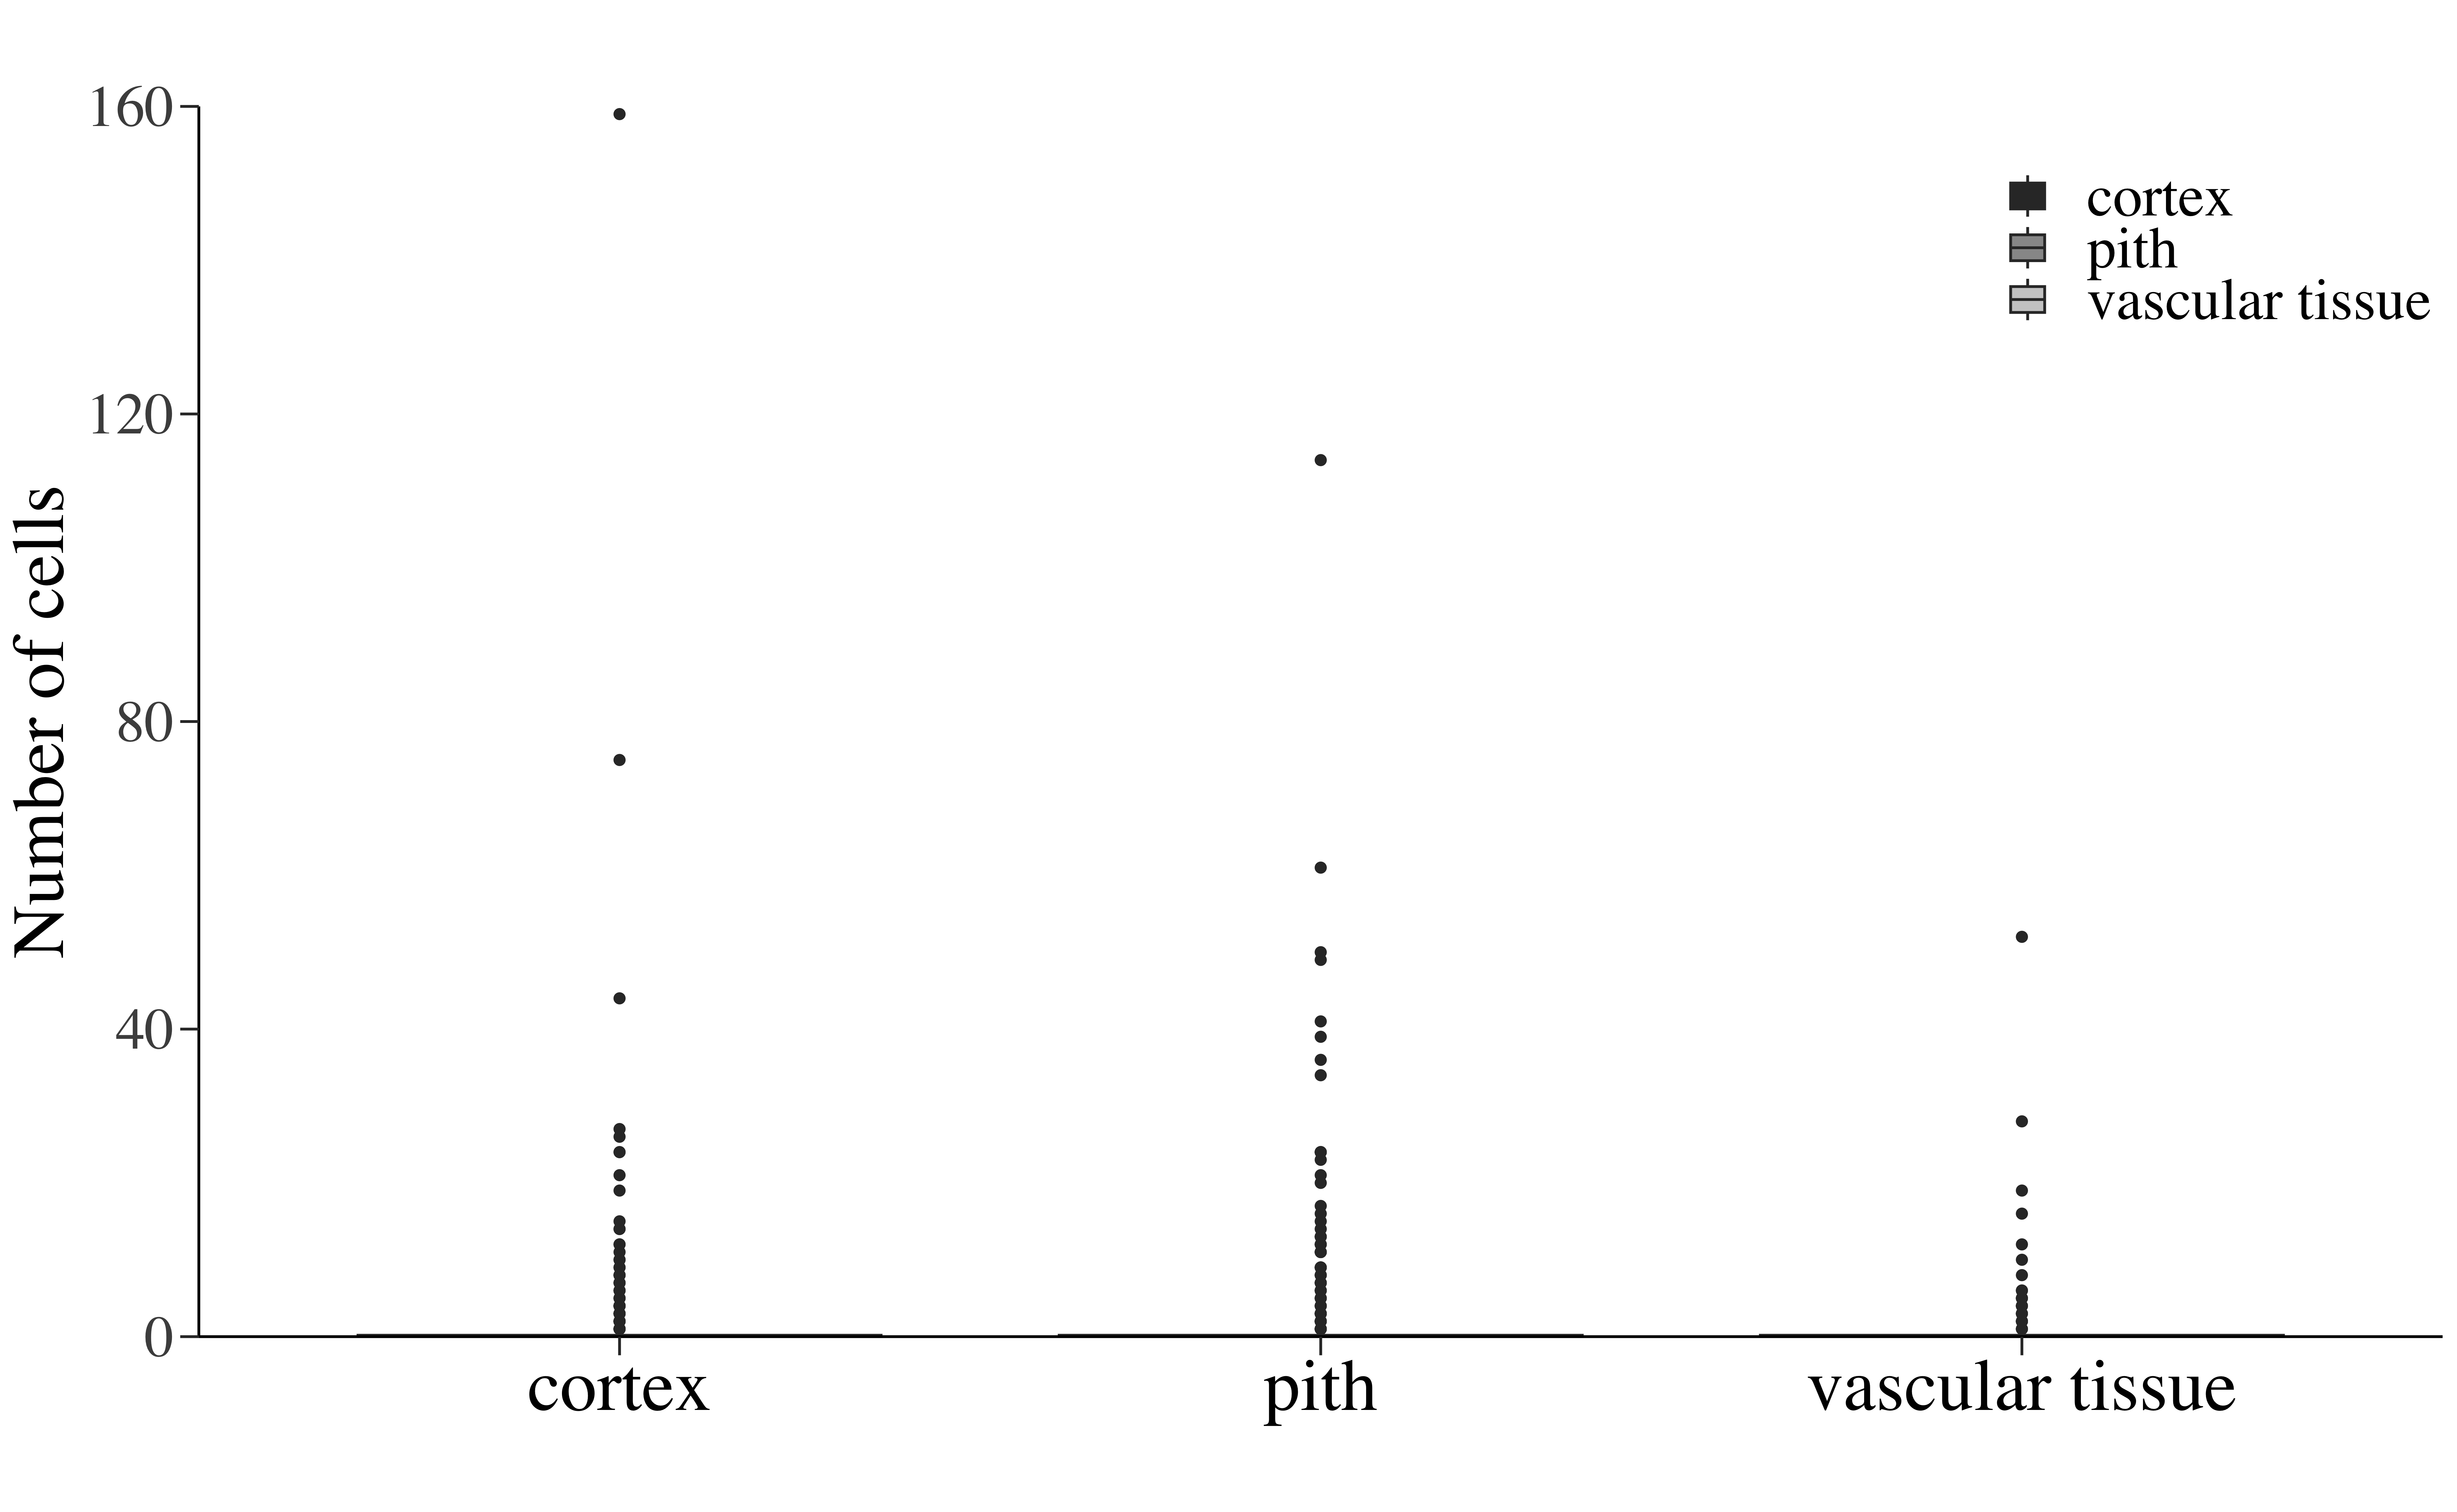 160
120
80
40
0
Number of cells
cortex
pith
vascular tissue
cortex
pith
vascular tissue